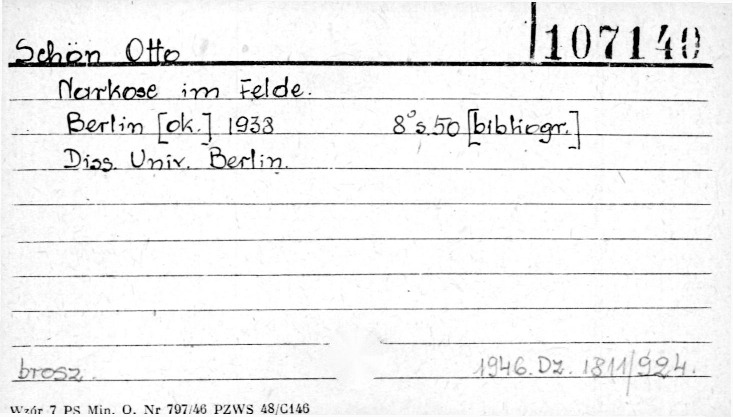 107140
Schön Otto
Narkose im Felde.
Berlin [ok.] 1938 8° s. 50 [bibliogr.]
Diss. Univ. Berlin.
brosz. 1946. Dz. 1811/924.
Wzór 7 PS Min. O. Nr 797/46 PZWS 48/C146